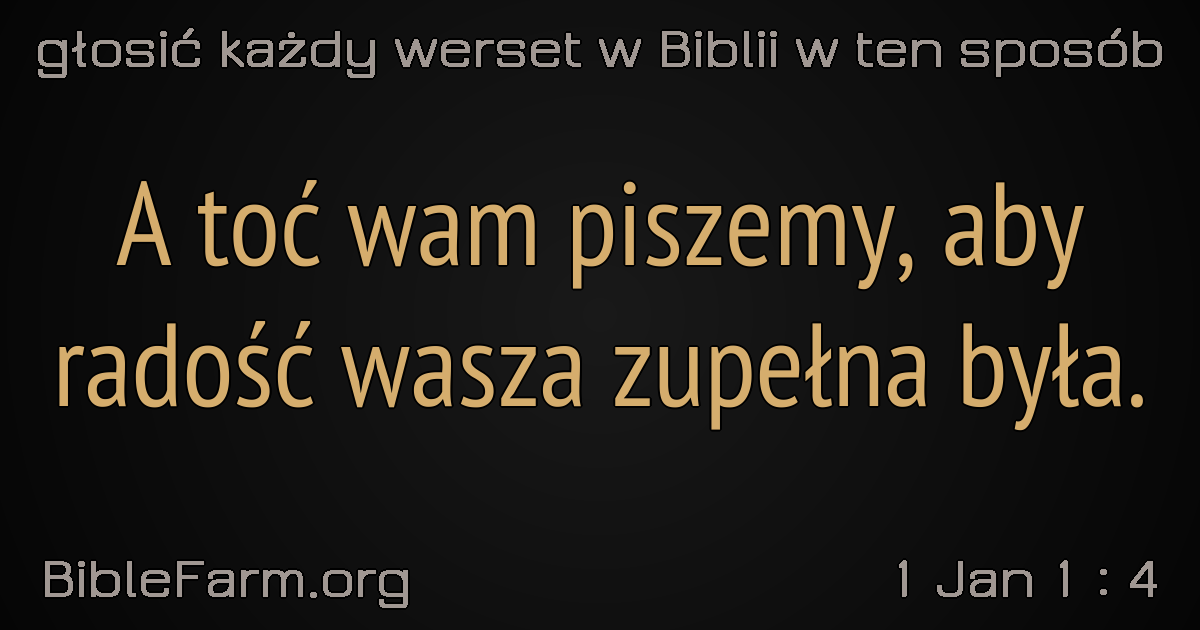 głosić każdy werset w Biblii w ten sposób
A toć wam piszemy, aby
radość wasza zupełna była.
BibleFarm.org
1 Jan 1 : 4